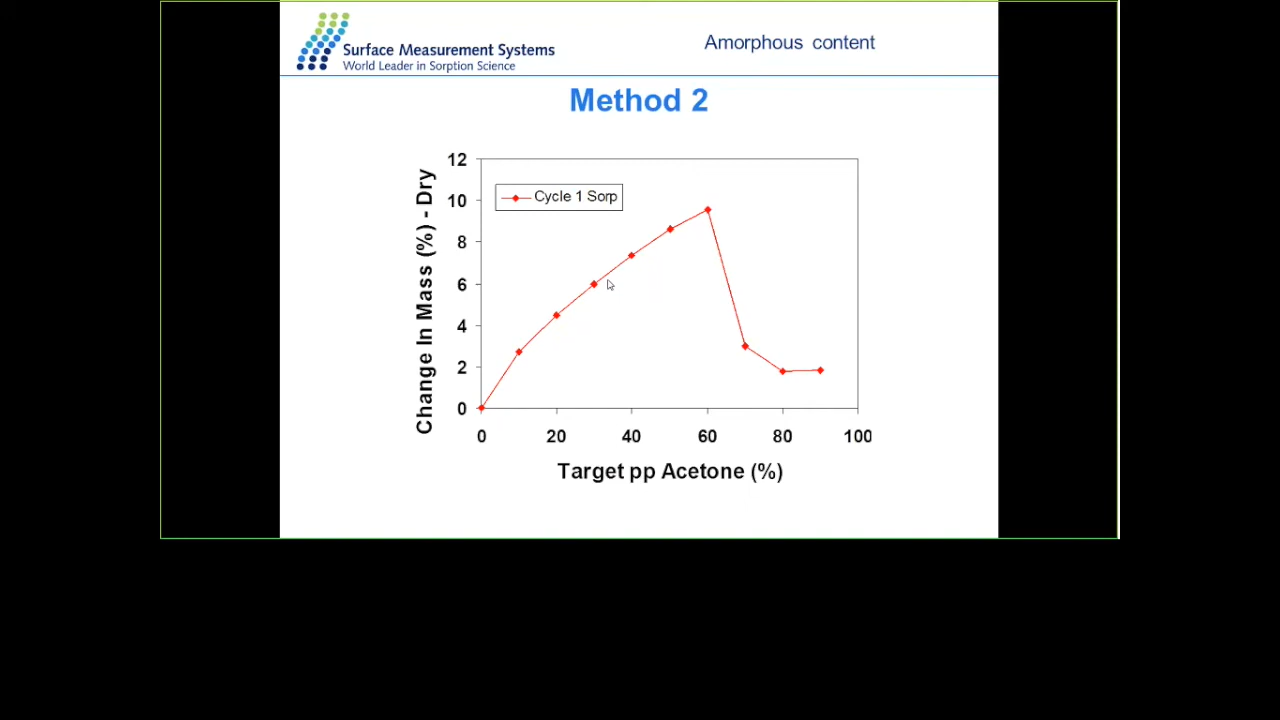 Surface Measurement Systems
World Leader in Sorption Science
Amorphous content
Method 2
Change In Mass (%) - Dry
12
10
8
6
4
2
0
Cycle 1 Sorp
0 20 40 60 80 100
Target pp Acetone (%)